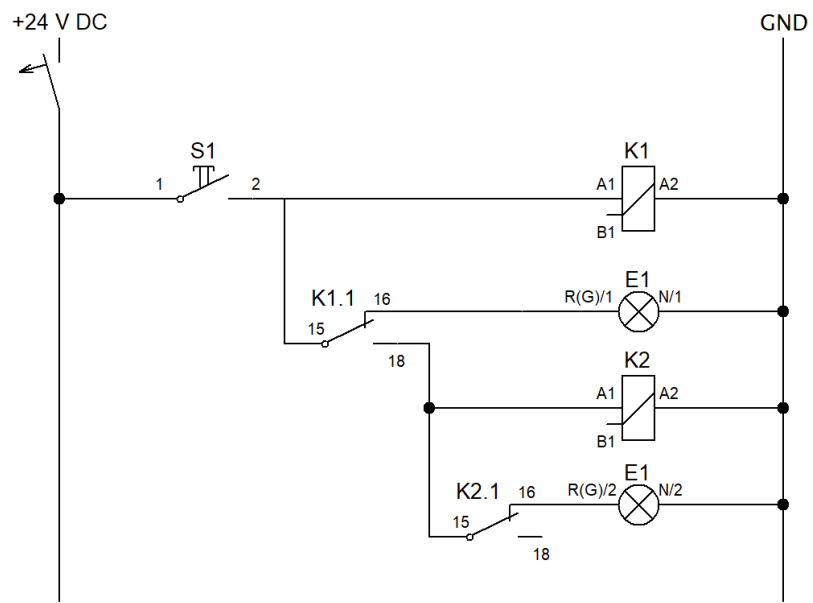 +24 V DC
GND
S1
K1
1
2
A1
A2
B1
K1.1
16
R(G)/1
E1
N/1
15
18
K2
A1
A2
B1
K2.1
16
R(G)/2
E1
N/2
15
18